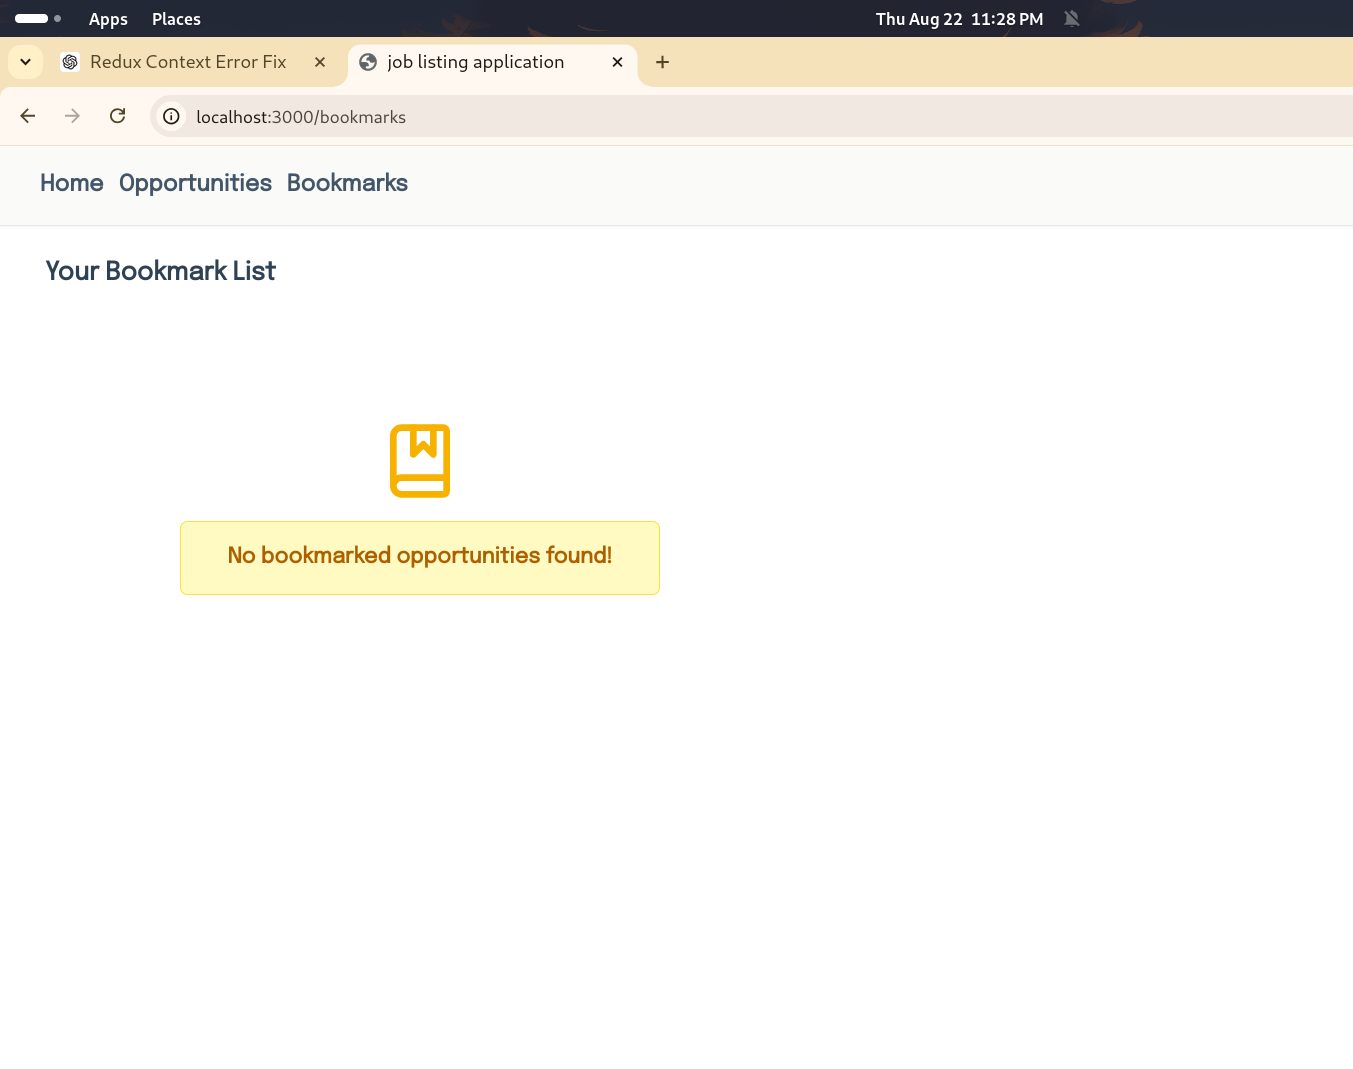 Apps Places Thu Aug 22 11:28 PM
Redux Context Error Fix job listing application
localhost:3000/bookmarks
Home Opportunities Bookmarks
Your Bookmark List
No bookmarked opportunities found!